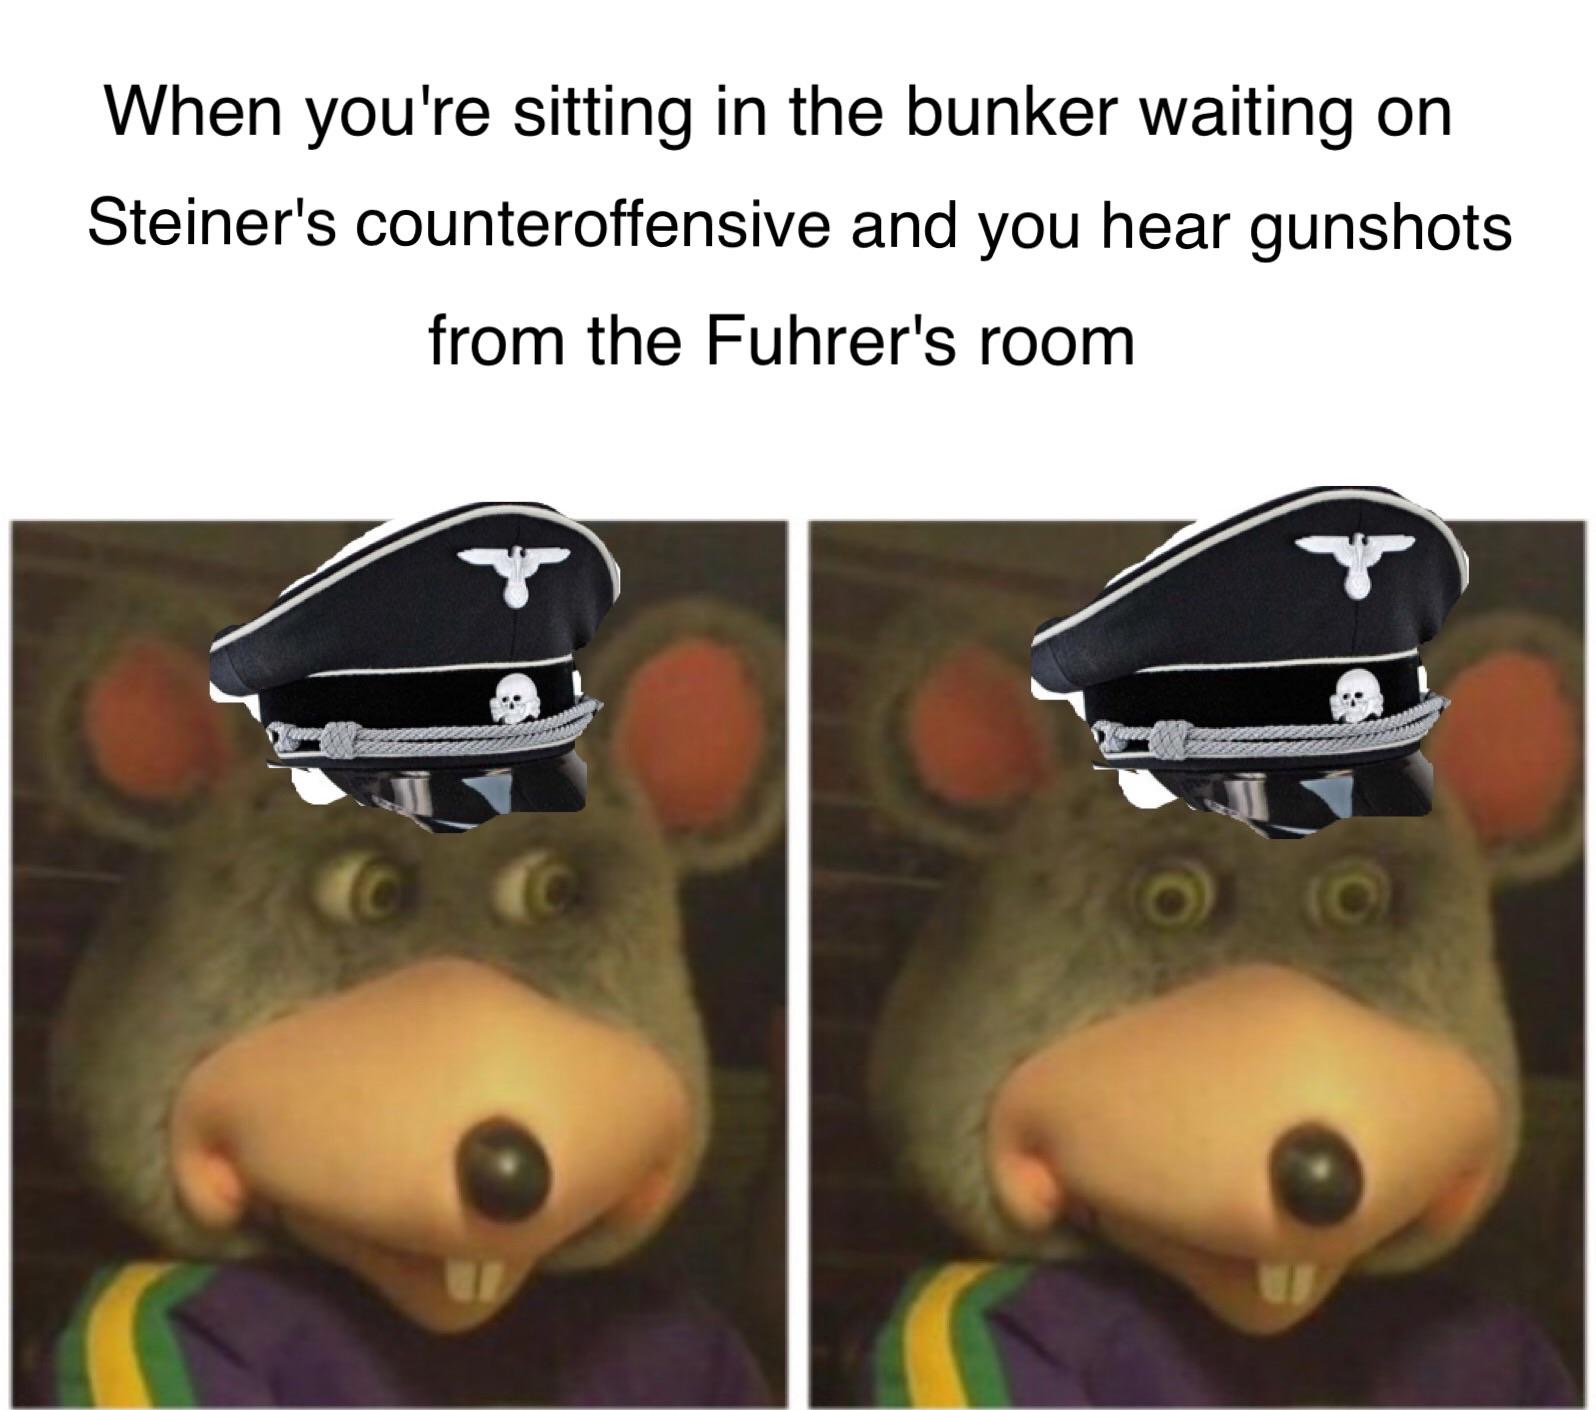 When you're sitting in the bunker waiting on
Steiner's counteroffensive and you hear gunshots
from the Fuhrer's room